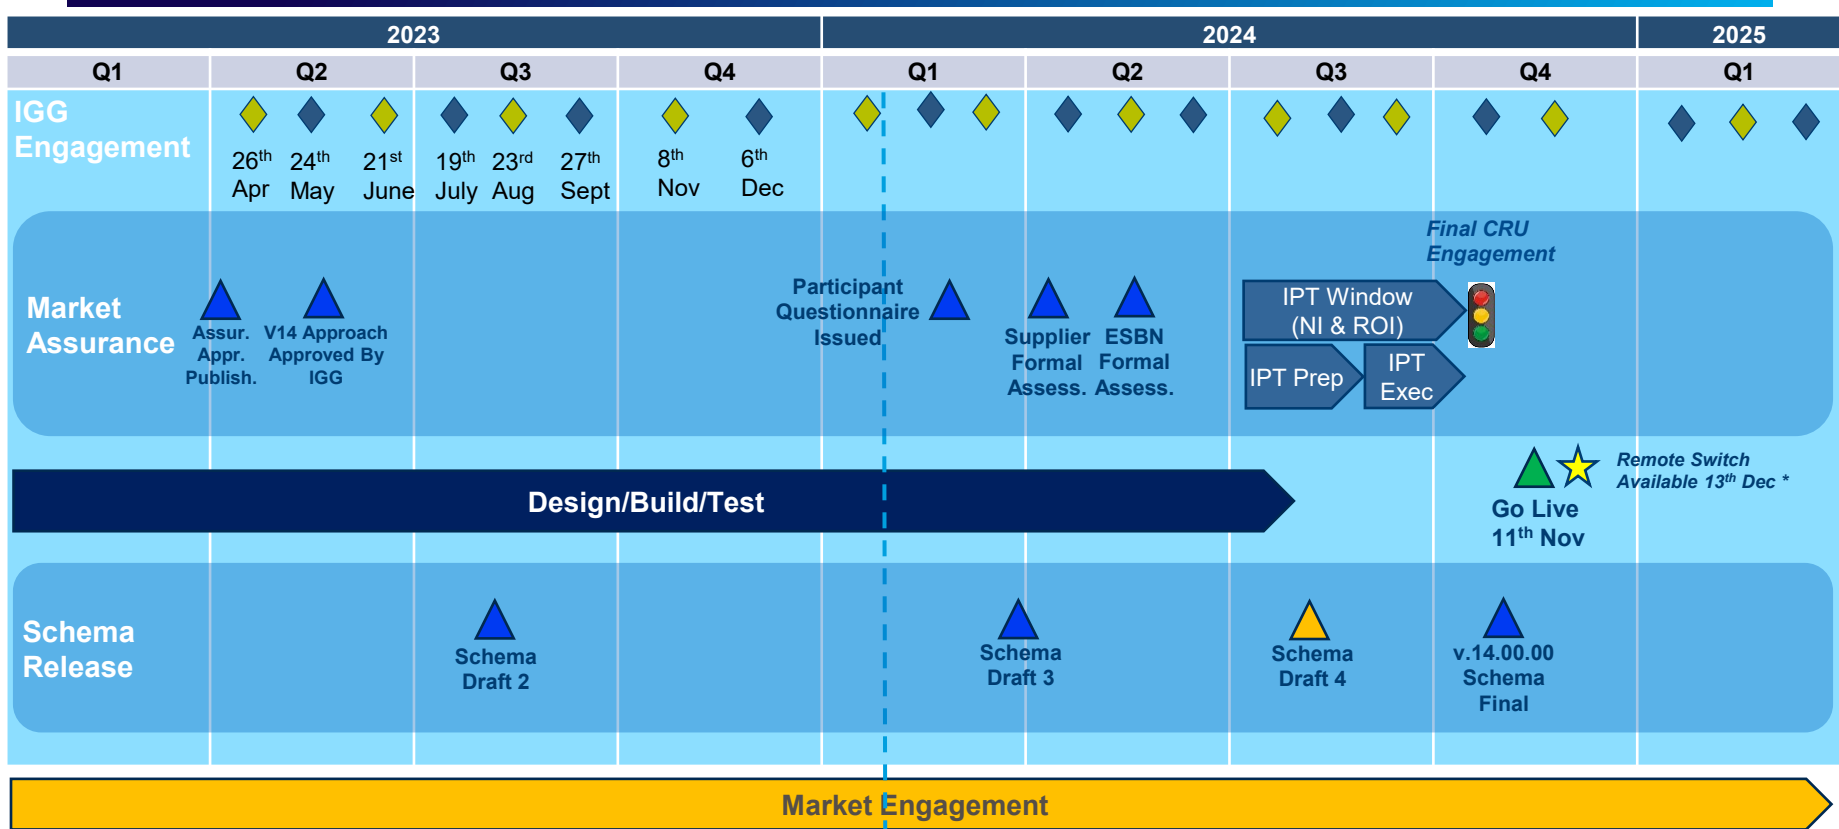 2023
2024
2025
Q1
Q2
Q3
Q4
Q1
Q2
Q3
Q4
Q1
IGG
Engagement
26th
Apr
24th
May
21st
June
19th
July
23rd
Aug
27th
Sept
8th
Nov
6th
Dec
Market
Assurance
Assur.
Appr.
Publish.
V14 Approach
Approved By
IGG
Participant
Questionnaire
Issued
Supplier
Formal
Assess.
ESBN
Formal
Assess.
Final CRU
Engagement
IPT Window
(NI & ROI)
IPT Prep
IPT
Exec
Design/Build/Test
Go Live
11th Nov
Remote Switch
Available 13th Dec *
Schema
Release
Schema
Draft 2
Schema
Draft 3
Schema
Draft 4
v.14.00.00
Schema
Final
Market Engagement